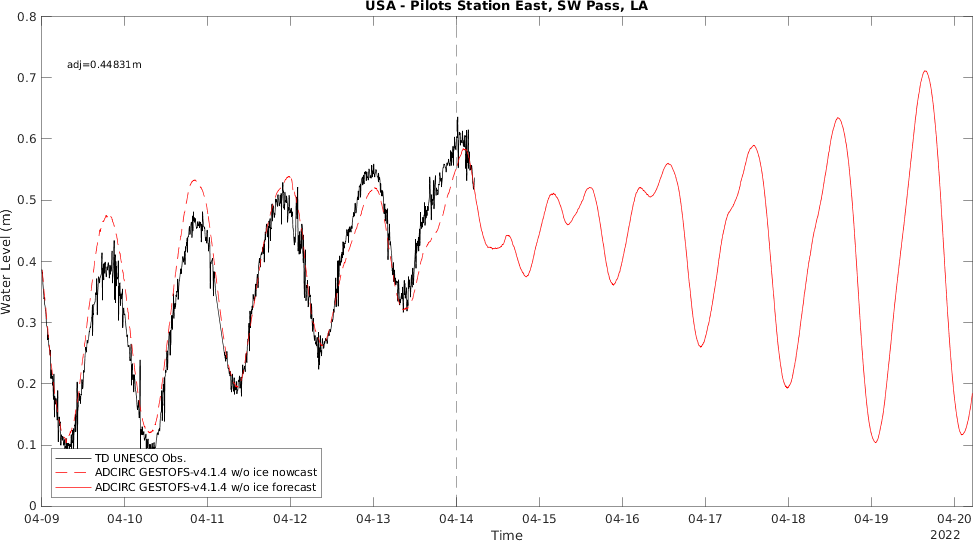 USA - Pilots Station East, SW Pass, LA
adj=0.44831m
0.8
0.7
0.6
0.5
0.4
0.3
0.2
0.1
0
Water Level (m)
TD UNESCO Obs.
ADCIRC GESTOFS-v4.1.4 w/o ice nowcast
ADCIRC GESTOFS-v4.1.4 w/o ice forecast
04-09 04-10 04-11 04-12 04-13 04-14 04-15 04-16 04-17 04-18 04-19 04-20
2022
Time